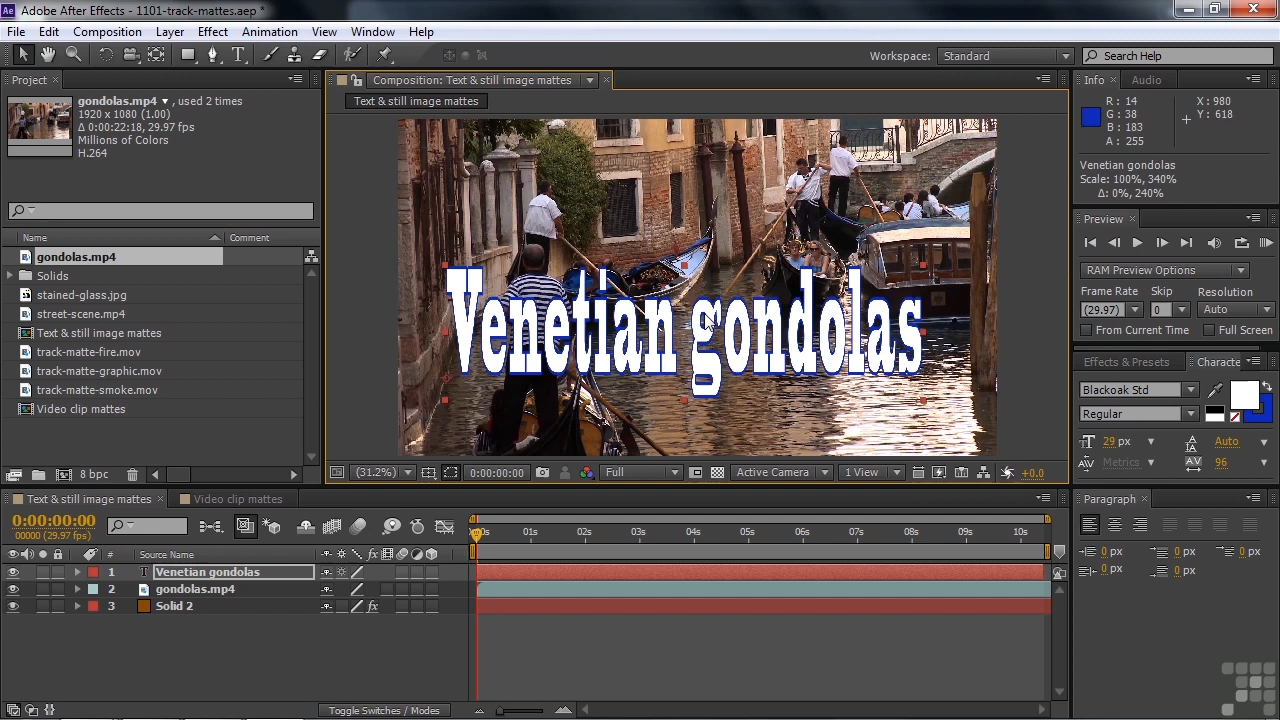 Ae Adobe After Effects - 1101-track-mattes.aep *
File Edit Composition Layer Effect Animation View Window Help
Workspace: Standard Search Help
Project
gondolas.mp4 , used 2 times
1920 x 1080 (1.00)
Δ 0:00:22:18, 29.97 fps
Millions of Colors
H.264
Name Comment
gondolas.mp4
Solids
stained-glass.jpg
street-scene.mp4
Text & still image mattes
track-matte-fire.mov
track-matte-graphic.mov
track-matte-smoke.mov
Video clip mattes
8 bpc
Composition: Text & still image mattes
Text & still image mattes
Venetian gondolas
(31.2%) 0:00:00:00 Full Active Camera 1 View +0.0
Info Audio
R : 14
G : 38
B : 183
A : 255
X : 980
Y : 618
Venetian gondolas
Scale: 100%, 340%
Δ: 0%, 240%
Preview
RAM Preview Options
Frame Rate Skip Resolution
(29.97) 0 Auto
From Current Time Full Screen
Effects & Presets Characte
Blackoak Std
Regular
29 px Auto
Metrics 96
Paragraph
0 px 0 px 0 px
0 px 0 px
Text & still image mattes Video clip mattes
0:00:00:00
00000 (29.97 fps)
# Source Name fx
1 T Venetian gondolas
2 gondolas.mp4
3 Solid 2 fx
01s 02s 03s 04s 05s 06s 07s 08s 09s 10s
Toggle Switches / Modes